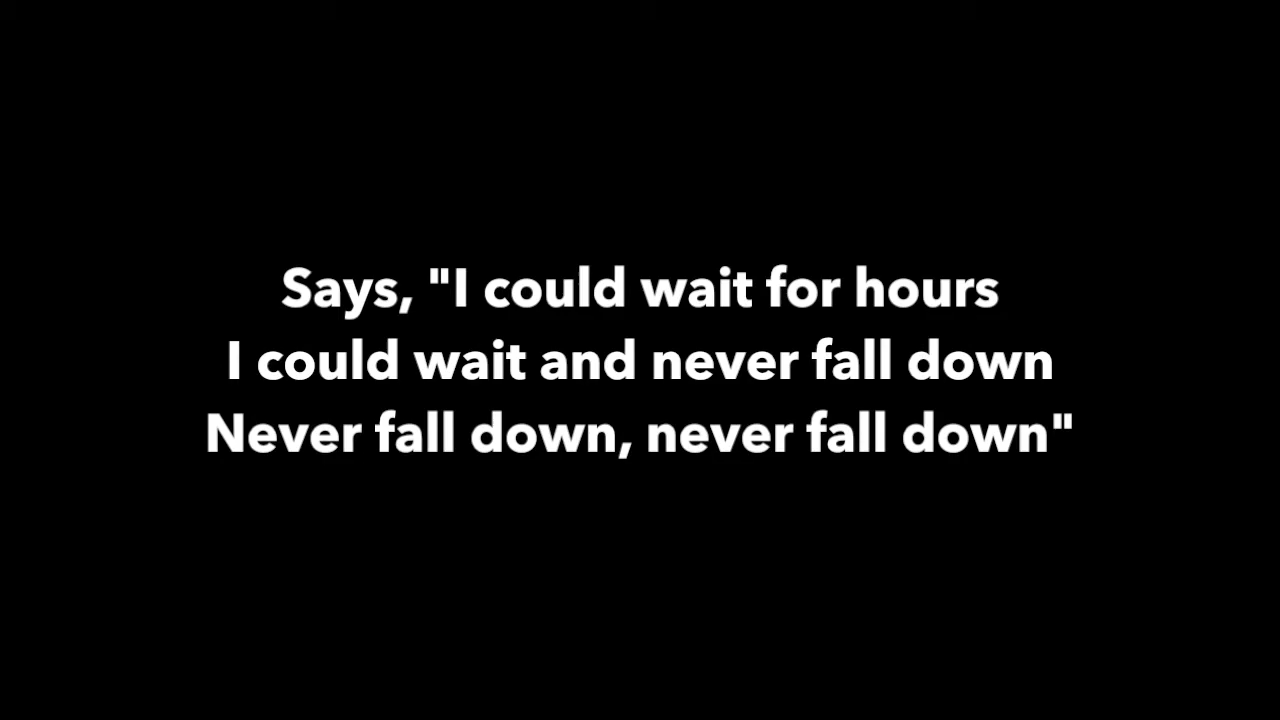 Says, "I could wait for hours
I could wait and never fall down
Never fall down, never fall down"